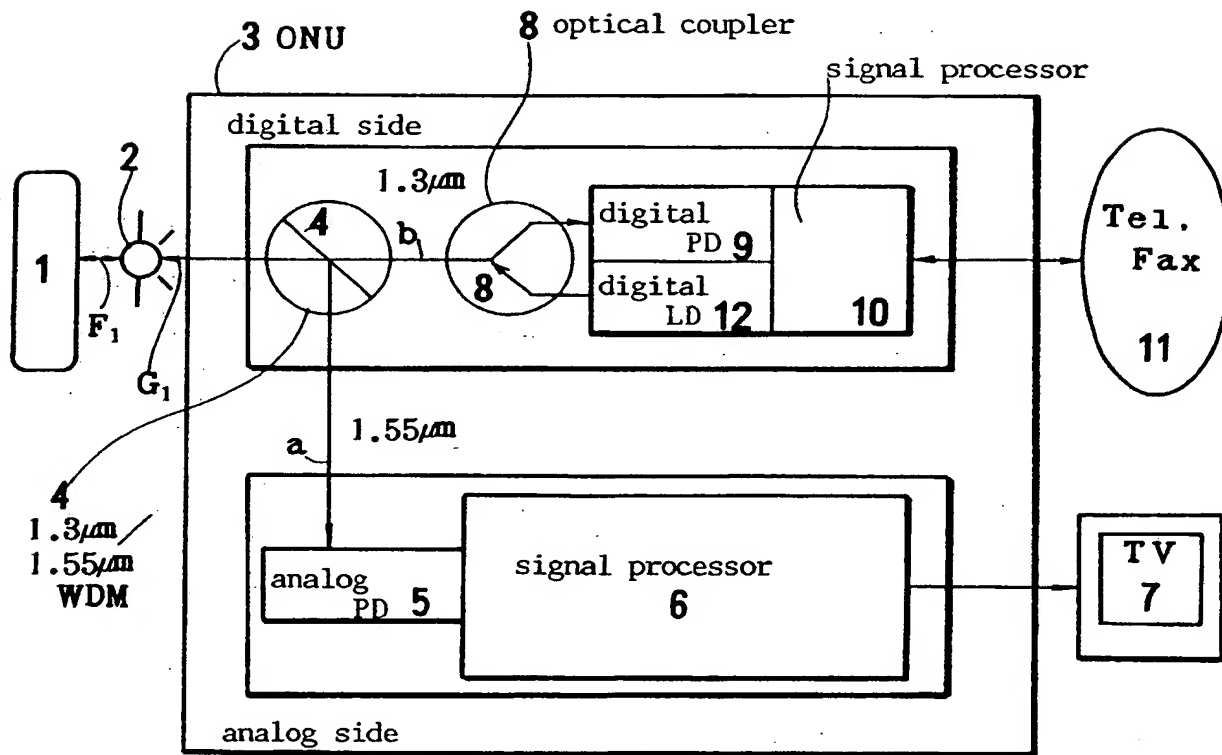 3 ONU
8 optical coupler
signal processor
digital side
2
1.3μm
4
b
8
digital
PD 9
digital
LD 12
10
Tel.
Fax
11
1
F₁
G₁
a
1.55μm
4
1.3μm
1.55μm
WDM
analog
PD 5
signal processor
6
TV
7
analog side